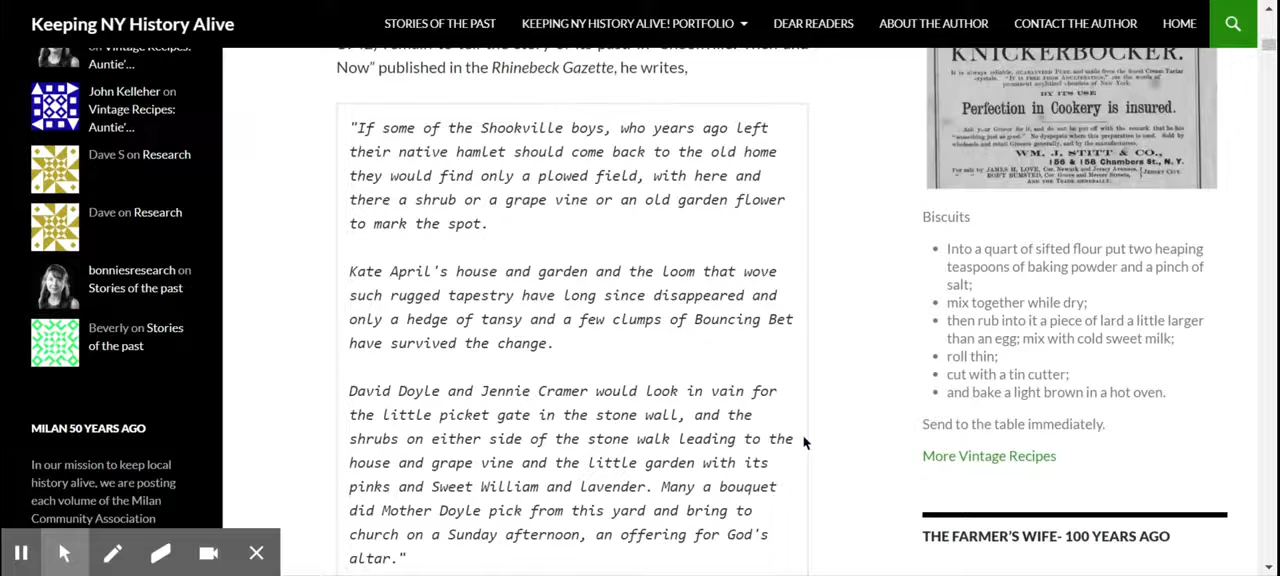 Keeping NY History Alive
STORIES OF THE PAST
KEEPING NY HISTORY ALIVE! PORTFOLIO
DEAR READERS
ABOUT THE AUTHOR
CONTACT THE AUTHOR
HOME
on Vintage
Recipes:
Auntie'...
John Kelleher on
Vintage Recipes:
Auntie'...
Dave S on Research
Dave on Research
bonniesresearch on
Stories of the past
Beverly on Stories
of the past
MILAN 50 YEARS AGO
In our mission to keep local
history alive, we are posting
each volume of the Milan
Community Association
Now” published in the Rhinebeck Gazette, he writes,
"If some of the Shookville boys, who years ago left
their native hamlet should come back to the old home
they would find only a plowed field, with here and
there a shrub or a grape vine or an old garden flower
to mark the spot.
Kate April's house and garden and the loom that wove
such rugged tapestry have long since disappeared and
only a hedge of tansy and a few clumps of Bouncing Bet
have survived the change.
David Doyle and Jennie Cramer would look in vain for
the little picket gate in the stone wall, and the
shrubs on either side of the stone walk leading to the
house and grape vine and the little garden with its
pinks and Sweet William and lavender. Many a bouquet
did Mother Doyle pick from this yard and bring to
church on a Sunday afternoon, an offering for God's
altar."
KNICKERBOCKER.
BY ITS USE
Perfection in Cookery is insured.
WM. J. STITT & CO.,
156 & 158 Chambers St., N. Y.
Biscuits
Into a quart of sifted flour put two heaping
teaspoons of baking powder and a pinch of
salt;
mix together while dry;
then rub into it a piece of lard a little larger
than an egg; mix with cold sweet milk;
roll thin;
cut with a tin cutter;
and bake a light brown in a hot oven.
Send to the table immediately.
More Vintage Recipes
THE FARMER’S WIFE- 100 YEARS AGO